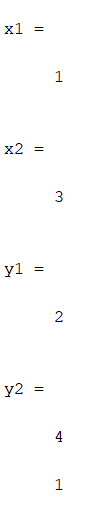 x1 =
1
x2 =
3
y1 =
2
y2 =
4
1